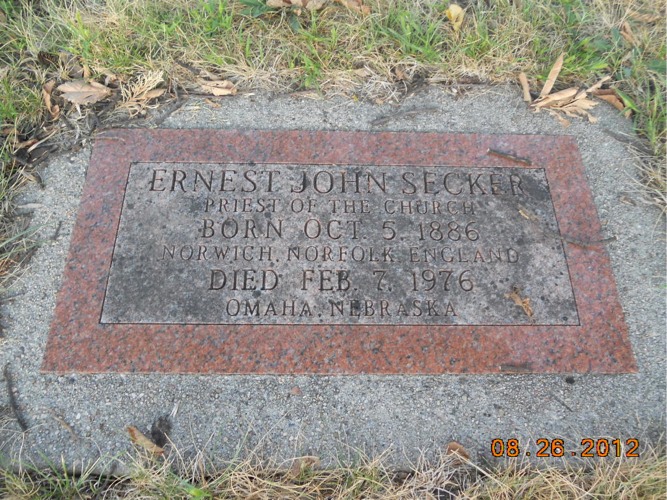 ERNEST JOHN SECKER
PRIEST OF THE CHURCH
BORN OCT 5, 1886
NORWICH, NORFOLK ENGLAND
DIED FEB. 7, 1976
OMAHA, NEBRASKA
08.26.2012